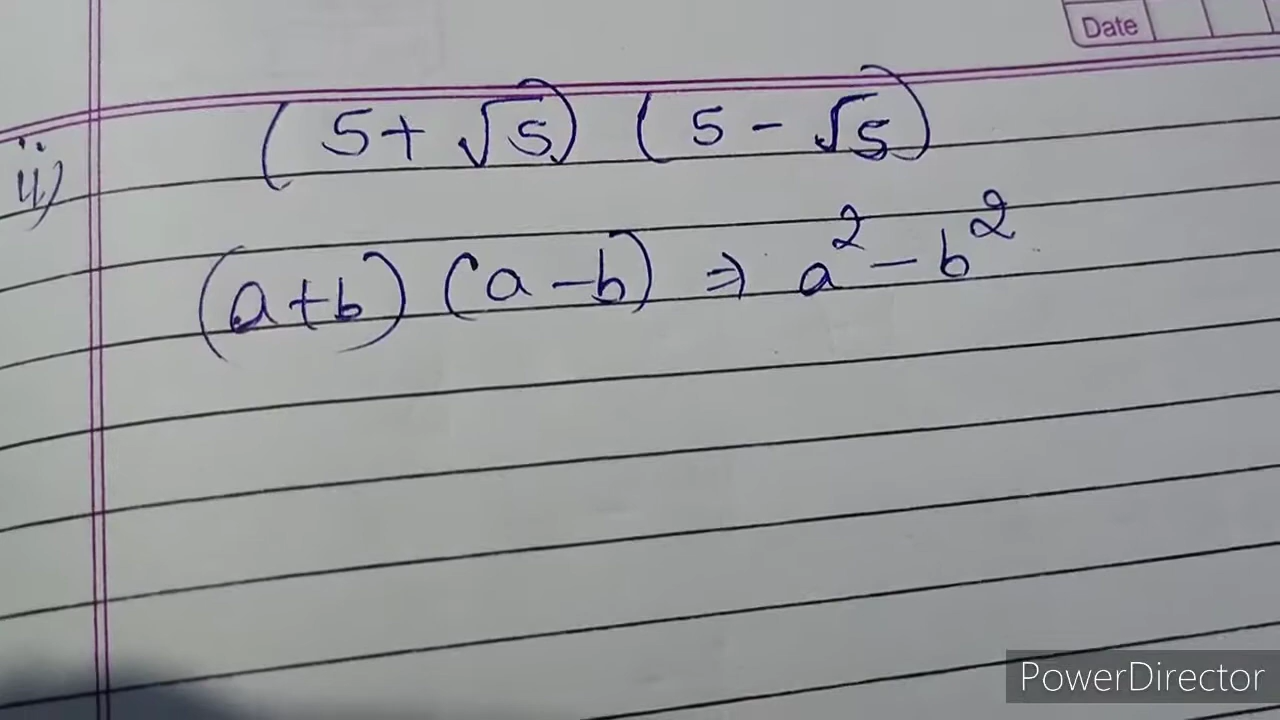 Date
ii) (5+√5) (5-√5)
(a+b) (a-b) ⇒ a²-b²
PowerDirector